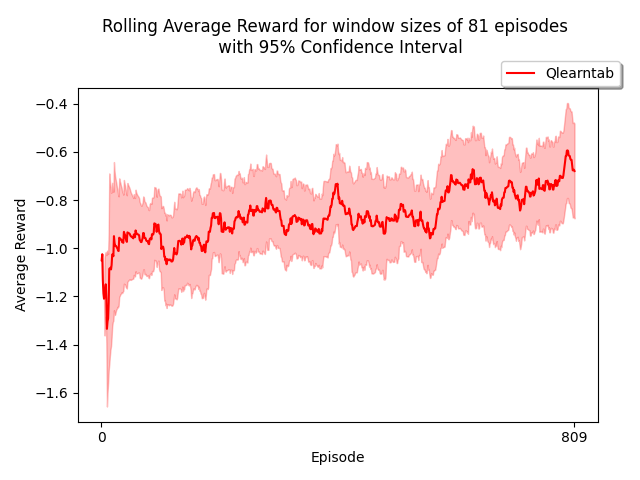 Rolling Average Reward for window sizes of 81 episodes
with 95% Confidence Interval
Qlearntab
−0.4
−0.6
−0.8
−1.0
−1.2
−1.4
−1.6
Average Reward
0
809
Episode